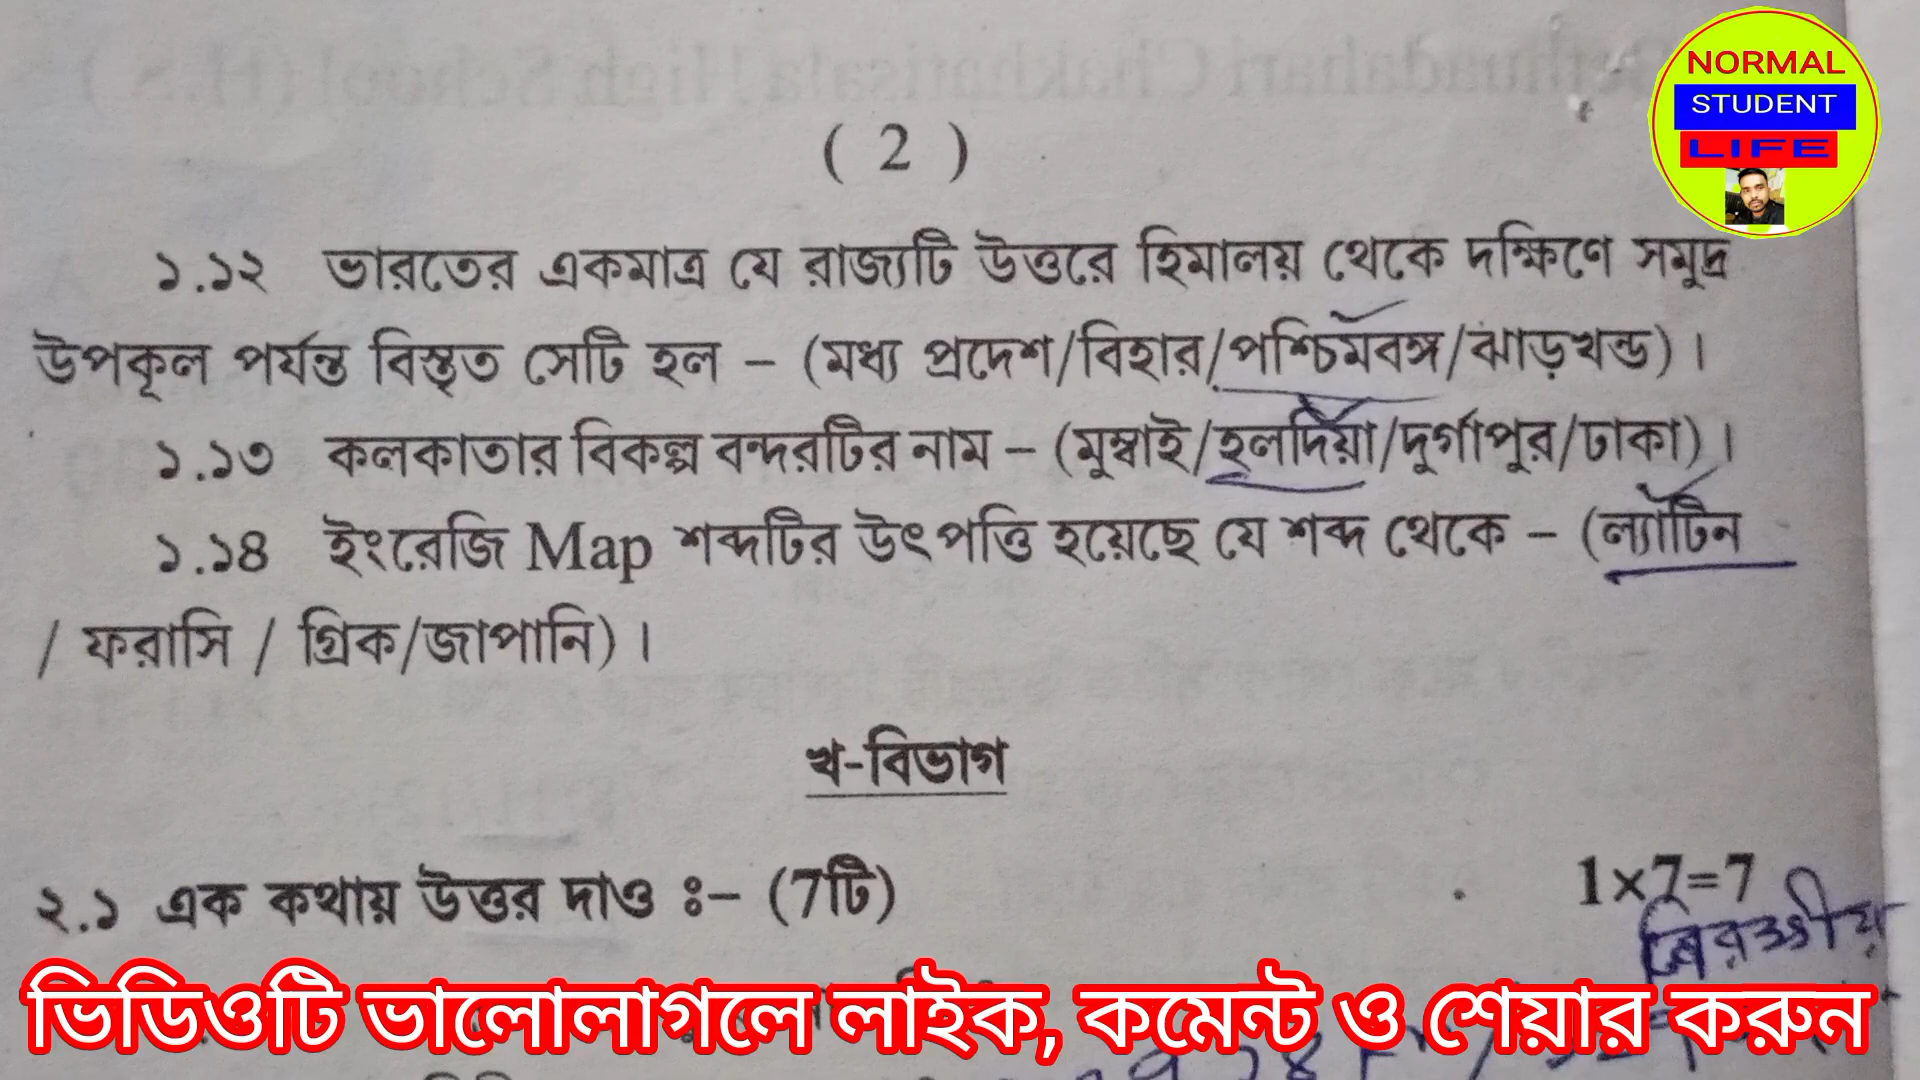 NORMAL
STUDENT
LIFE
( 2 )
১.১২ ভারতের একমাত্র যে রাজ্যটি উত্তরে হিমালয় থেকে দক্ষিণে সমুদ্র
উপকূল পর্যন্ত বিস্তৃত সেটি হল – (মধ্য প্রদেশ/বিহার/পশ্চিমবঙ্গ/ঝাড়খন্ড) ।
১.১৩ কলকাতার বিকল্প বন্দরটির নাম – (মুম্বাই/হলদিয়া/দুর্গাপুর/ঢাকা) ।
১.১৪ ইংরেজি Map শব্দটির উৎপত্তি হয়েছে যে শব্দ থেকে – (ল্যাটিন
/ ফরাসি / গ্রিক/জাপানি) ।
খ-বিভাগ
২.১ এক কথায় উত্তর দাও ঃ– (7টি) 1×7=7
ভিডিওটি ভালোলাগলে লাইক, কমেন্ট ও শেয়ার করুন